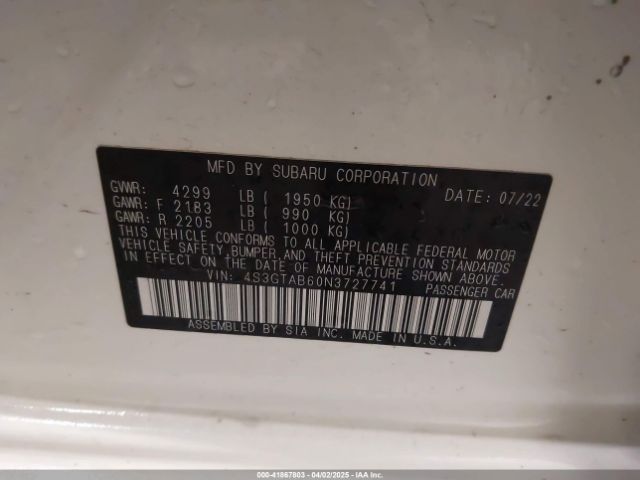 MFD BY SUBARU CORPORATION
GVWR: 4299 LB ( 1950 KG) DATE: 07/22
GAWR: F 2183 LB ( 990 KG)
GAWR: R 2205 LB ( 1000 KG)
THIS VEHICLE CONFORMS TO ALL APPLICABLE FEDERAL MOTOR
VEHICLE SAFETY, BUMPER, AND THEFT PREVENTION STANDARDS
IN EFFECT ON THE DATE OF MANUFACTURE SHOWN ABOVE.
VIN: 4S3GTAB60N3727741 PASSENGER CAR
ASSEMBLED BY SIA INC. MADE IN U.S.A.
000-41867803 - 04/02/2025 - IAAI.com